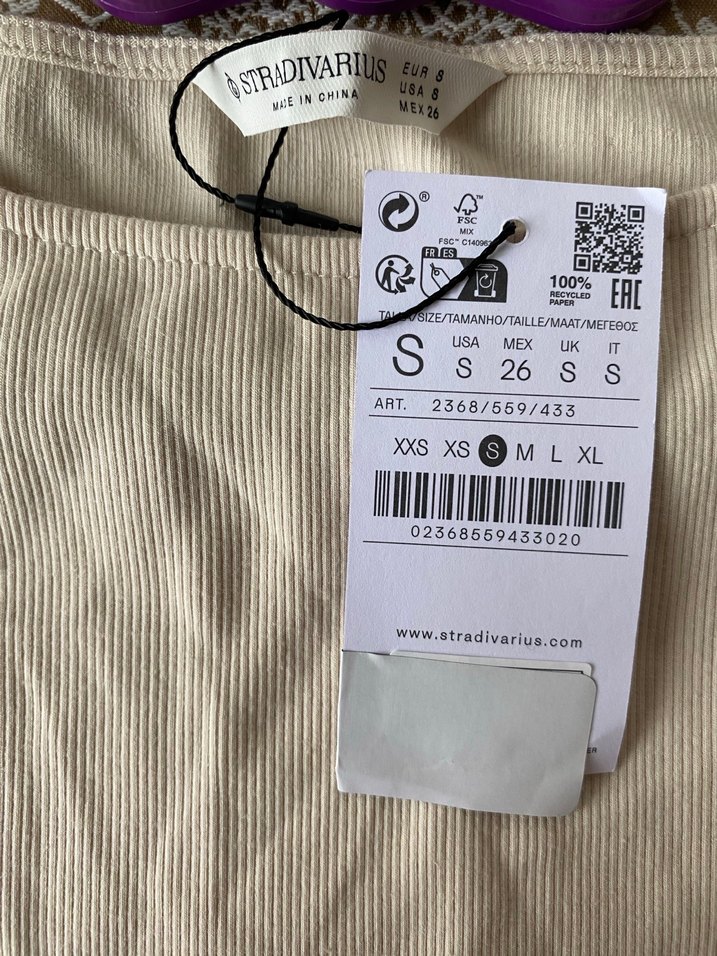 STRADIVARIUS
MADE IN CHINA
EUR S
USA S
MEX 26
®
FSC™
MIX
FSC™ C14096
FR ES
100%
RECYCLED
PAPER
EAC
TALLA/SIZE/TAMANHO/TAILLE/MAAT/ΜΕΓΕΘΟΣ
S
USA MEX UK IT
S 26 S S
ART. 2368/559/433
XXS XS S M L XL
02368559433020
www.stradivarius.com